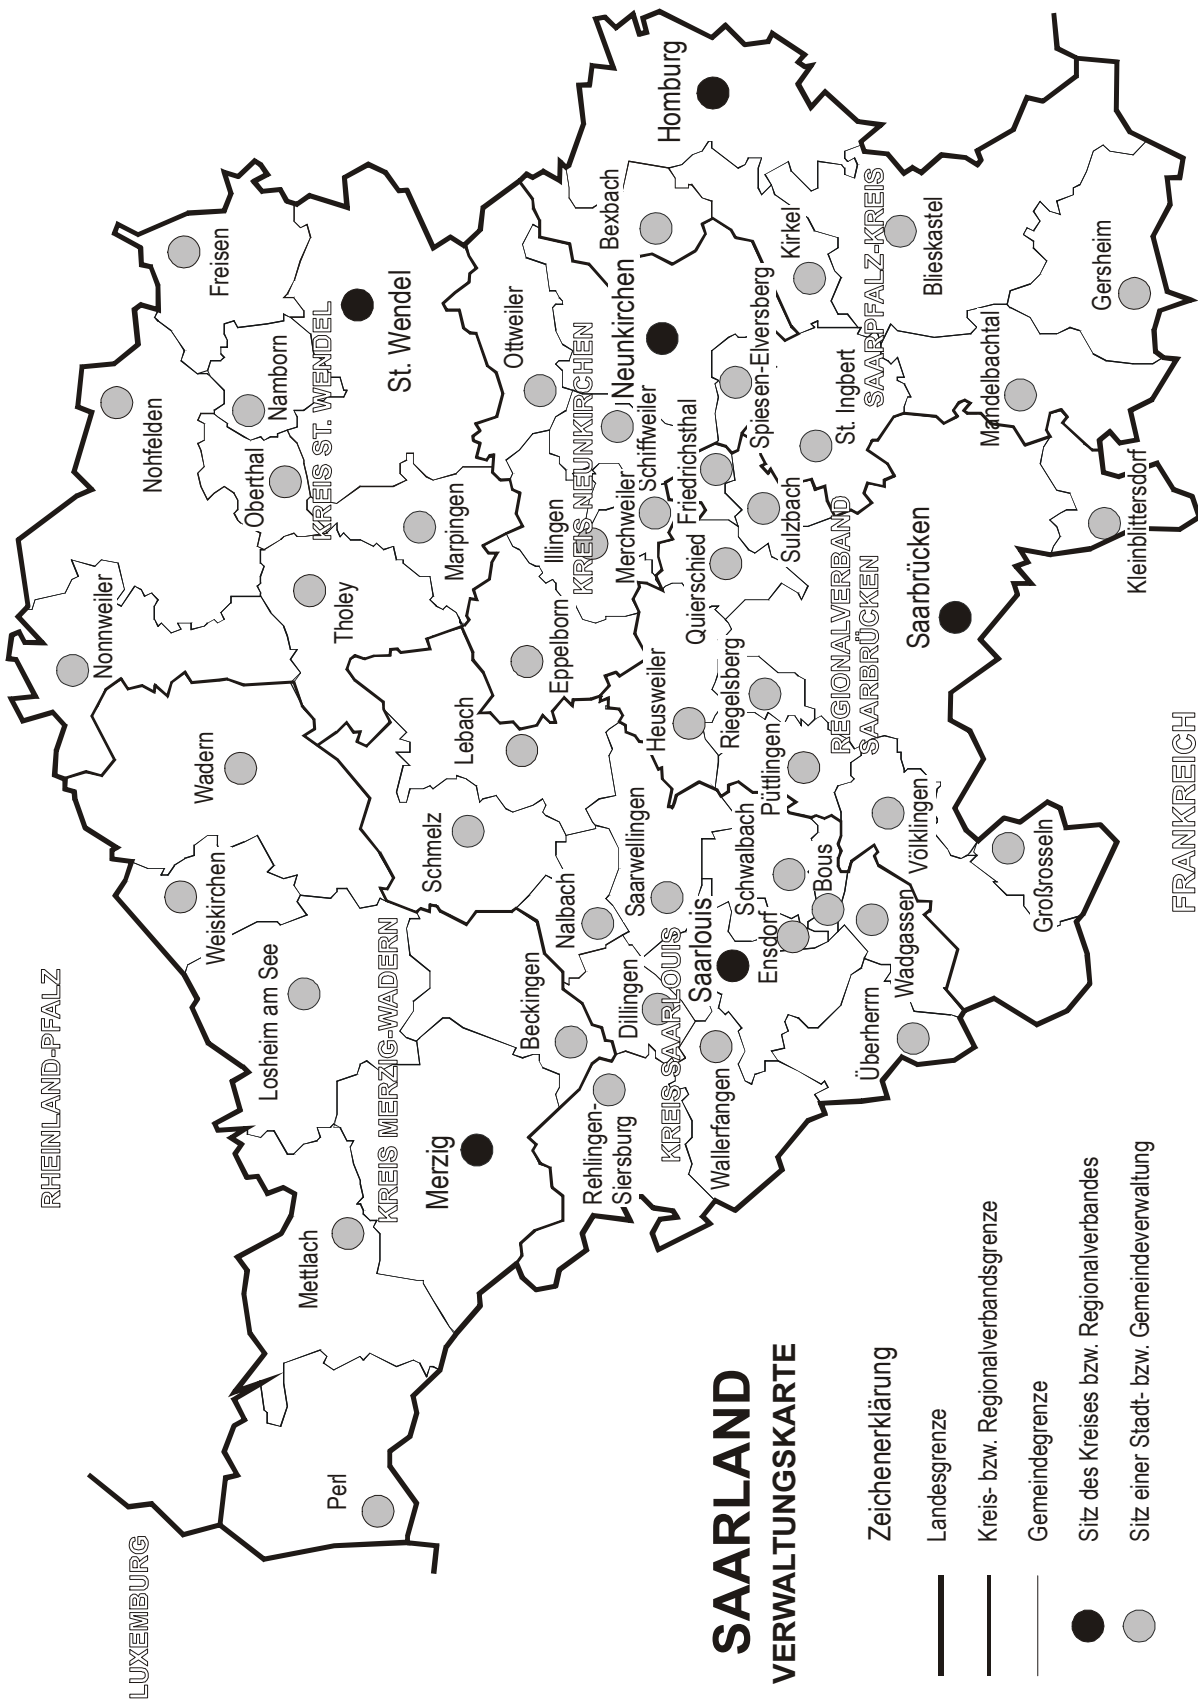 RHEINLAND-PFALZ
LUXEMBURG
FRANKREICH
Nonnweiler
Nohfelden
Freisen
Wadern
Weiskirchen
Losheim am See
Oberthal
Namborn
KREIS ST. WENDEL
St. Wendel
Tholey
Marpingen
Mettlach
Perl
KREIS MERZIG-WADERN
Merzig
Beckingen
Schmelz
Lebach
Eppelborn
Illingen
Ottweiler
KREIS NEUNKIRCHEN
Neunkirchen
Merchweiler
Schiffweiler
Bexbach
Homburg
Nalbach
Saarwellingen
Dillingen
Rehlingen-
Siersburg
KREIS SAARLOUIS
Saarlouis
Wallerfangen
Schwalbach
Ensdorf
Bous
Heusweiler
Riegelsberg
Quierschied
Friedrichsthal
Spiesen-Elversberg
Kirkel
Püttlingen
Sulzbach
St. Ingbert
SAARPFALZ-KREIS
Blieskastel
REGIONALVERBAND
SAARBRÜCKEN
Saarbrücken
Völklingen
Wadgassen
Überherrn
Großrosseln
Mandelbachtal
Gersheim
Kleinblittersdorf
SAARLAND
VERWALTUNGSKARTE
Zeichenerklärung
Landesgrenze
Kreis- bzw. Regionalverbandsgrenze
Gemeindegrenze
Sitz des Kreises bzw. Regionalverbandes
Sitz einer Stadt- bzw. Gemeindeverwaltung